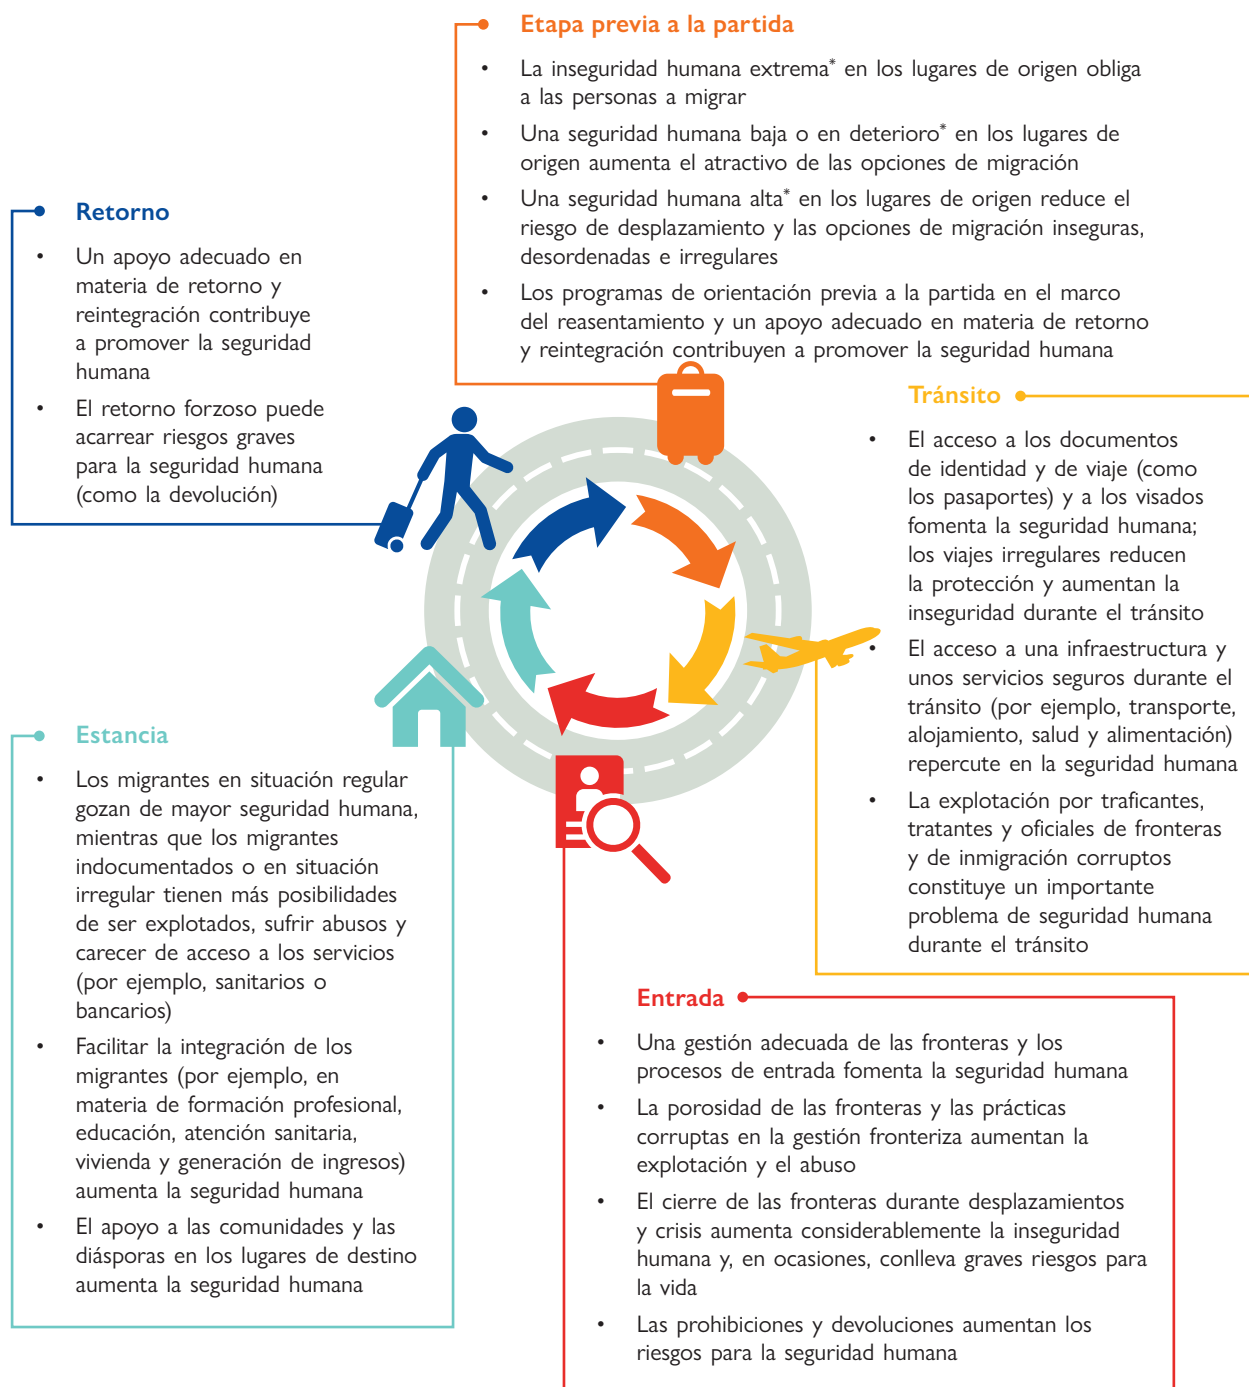 Etapa previa a la partida
• La inseguridad humana extrema* en los lugares de origen obliga
a las personas a migrar
• Una seguridad humana baja o en deterioro* en los lugares de
origen aumenta el atractivo de las opciones de migración
• Una seguridad humana alta* en los lugares de origen reduce el
riesgo de desplazamiento y las opciones de migración inseguras,
desordenadas e irregulares
• Los programas de orientación previa a la partida en el marco
del reasentamiento y un apoyo adecuado en materia de retorno
y reintegración contribuyen a promover la seguridad humana
Tránsito
• El acceso a los documentos
de identidad y de viaje (como
los pasaportes) y a los visados
fomenta la seguridad humana;
los viajes irregulares reducen
la protección y aumentan la
inseguridad durante el tránsito
• El acceso a una infraestructura y
unos servicios seguros durante el
tránsito (por ejemplo, transporte,
alojamiento, salud y alimentación)
repercute en la seguridad humana
• La explotación por traficantes,
tratantes y oficiales de fronteras
y de inmigración corruptos
constituye un importante
problema de seguridad humana
durante el tránsito
Entrada
• Una gestión adecuada de las fronteras y los
procesos de entrada fomenta la seguridad humana
• La porosidad de las fronteras y las prácticas
corruptas en la gestión fronteriza aumentan la
explotación y el abuso
• El cierre de las fronteras durante desplazamientos
y crisis aumenta considerablemente la inseguridad
humana y, en ocasiones, conlleva graves riesgos para
la vida
• Las prohibiciones y devoluciones aumentan los
riesgos para la seguridad humana
Estancia
• Los migrantes en situación regular
gozan de mayor seguridad humana,
mientras que los migrantes
indocumentados o en situación
irregular tienen más posibilidades
de ser explotados, sufrir abusos y
carecer de acceso a los servicios
(por ejemplo, sanitarios o
bancarios)
• Facilitar la integración de los
migrantes (por ejemplo, en
materia de formación profesional,
educación, atención sanitaria,
vivienda y generación de ingresos)
aumenta la seguridad humana
• El apoyo a las comunidades y las
diásporas en los lugares de destino
aumenta la seguridad humana
Retorno
• Un apoyo adecuado en
materia de retorno y
reintegración contribuye
a promover la seguridad
humana
• El retorno forzoso puede
acarrear riesgos graves
para la seguridad humana
(como la devolución)